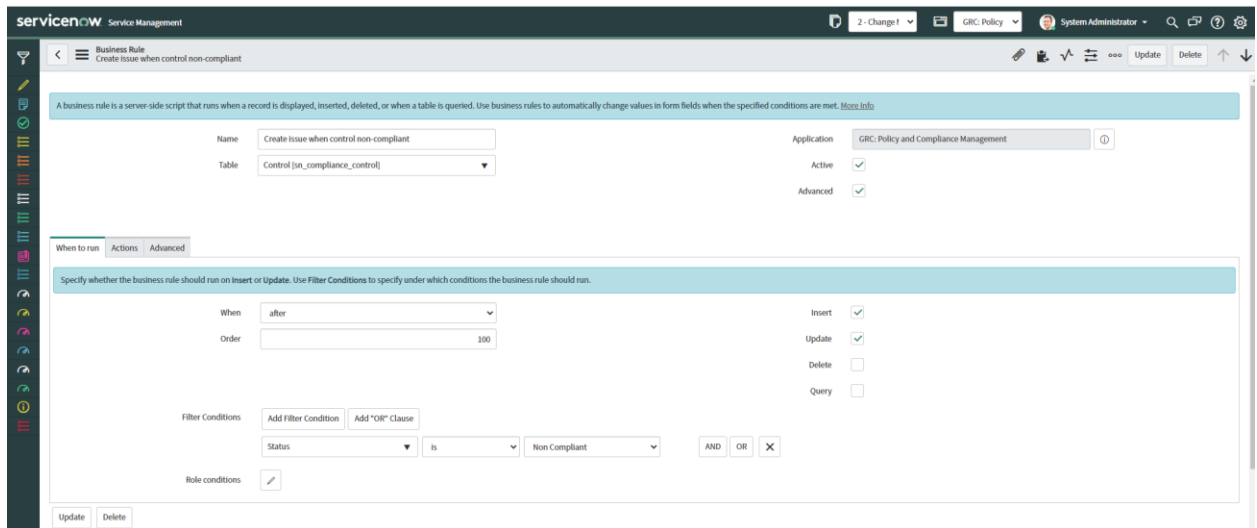 servicenow Service Management
2 - Change M
GRC: Policy
System Administrator
Business Rule
Create issue when control non-compliant
Update
Delete
A business rule is a server-side script that runs when a record is displayed, inserted, deleted, or when a table is queried. Use business rules to automatically change values in form fields when the specified conditions are met. More Info
Name
Create issue when control non-compliant
Application
GRC: Policy and Compliance Management
Table
Control [sn_compliance_control]
Active
Advanced
When to run
Actions
Advanced
Specify whether the business rule should run on Insert or Update. Use Filter Conditions to specify under which conditions the business rule should run.
When
after
Insert
Order
100
Update
Delete
Query
Filter Conditions
Add Filter Condition
Add "OR" Clause
Status
is
Non Compliant
AND
OR
Role conditions
Update
Delete